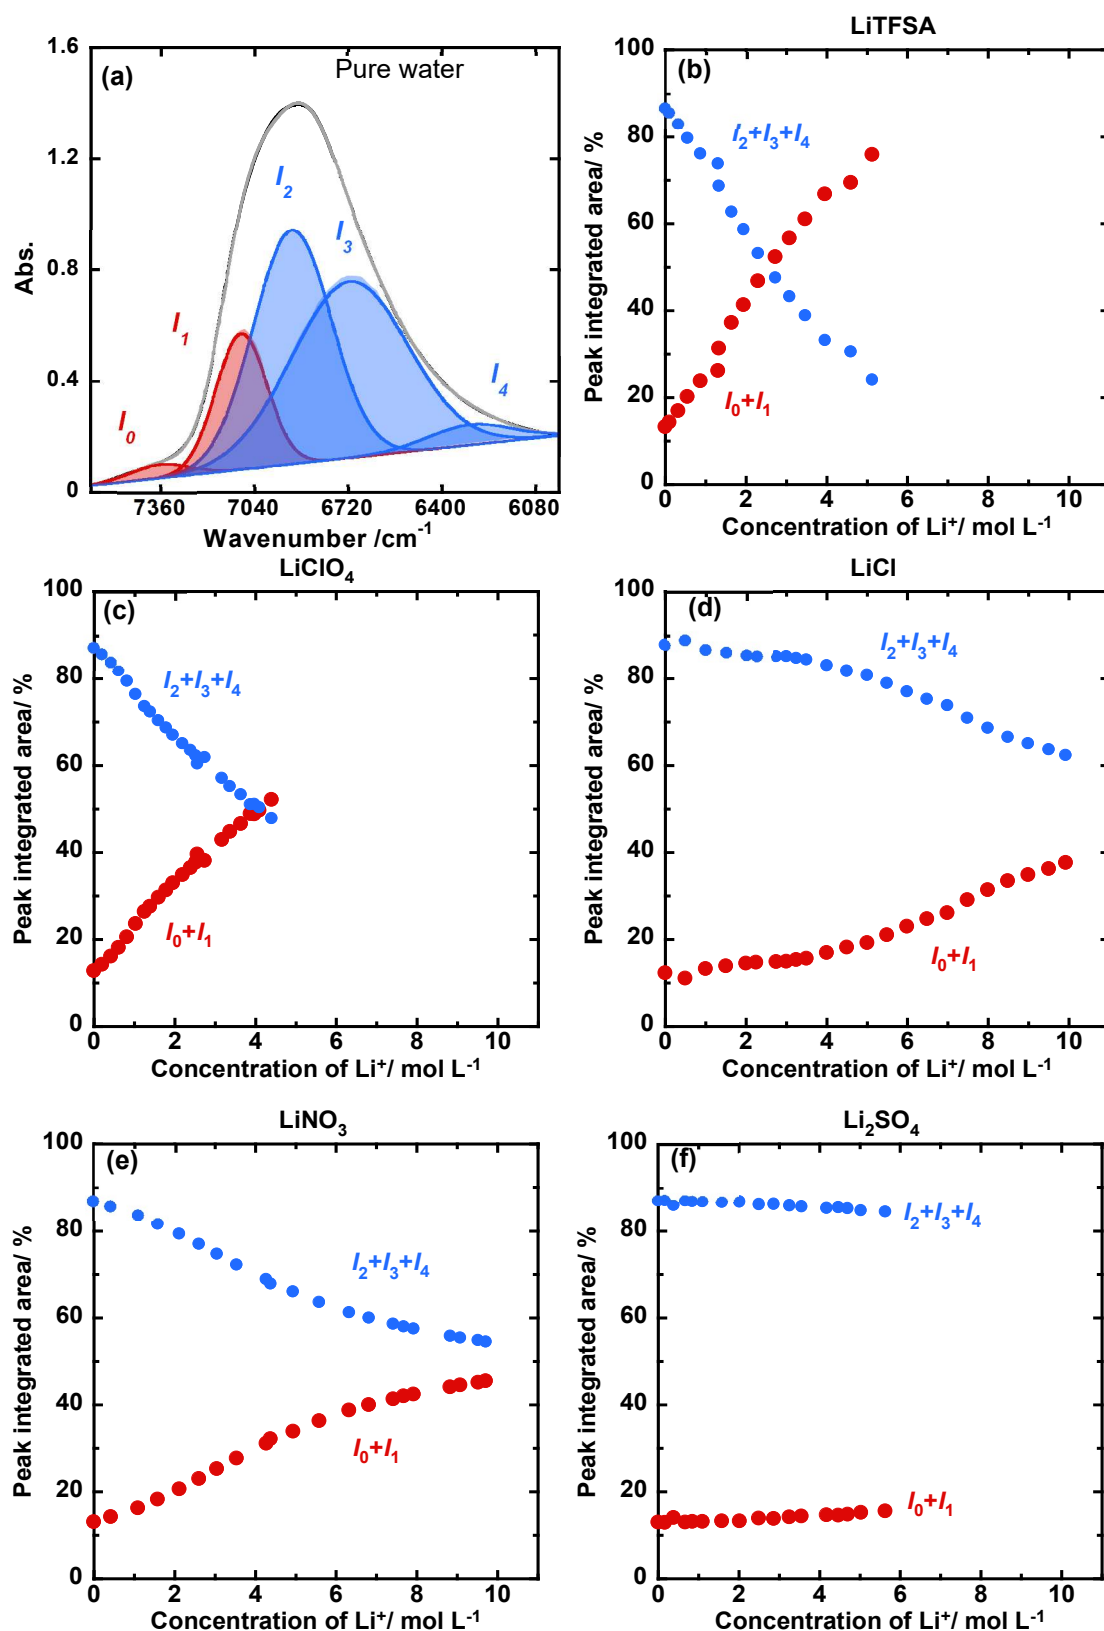 (a)
Pure water
1.6
1.2
0.8
0.4
0
Abs.
I0
I1
I2
I3
I4
7360 7040 6720 6400 6080
Wavenumber /cm-1
LiTFSA
(b)
100
80
60
40
20
0
Peak integrated area/ %
I2+I3+I4
I0+I1
0 2 4 6 8 10
Concentration of Li+/ mol L-1
LiClO4
(c)
100
80
60
40
20
0
Peak integrated area/ %
I2+I3+I4
I0+I1
0 2 4 6 8 10
Concentration of Li+/ mol L-1
LiCl
(d)
100
80
60
40
20
0
Peak integrated area/ %
I2+I3+I4
I0+I1
0 2 4 6 8 10
Concentration of Li+/ mol L-1
LiNO3
(e)
100
80
60
40
20
0
Peak integrated area/ %
I2+I3+I4
I0+I1
0 2 4 6 8 10
Concentration of Li+/ mol L-1
Li2SO4
(f)
100
80
60
40
20
0
Peak integrated area/ %
I2+I3+I4
I0+I1
0 2 4 6 8 10
Concentration of Li+/ mol L-1